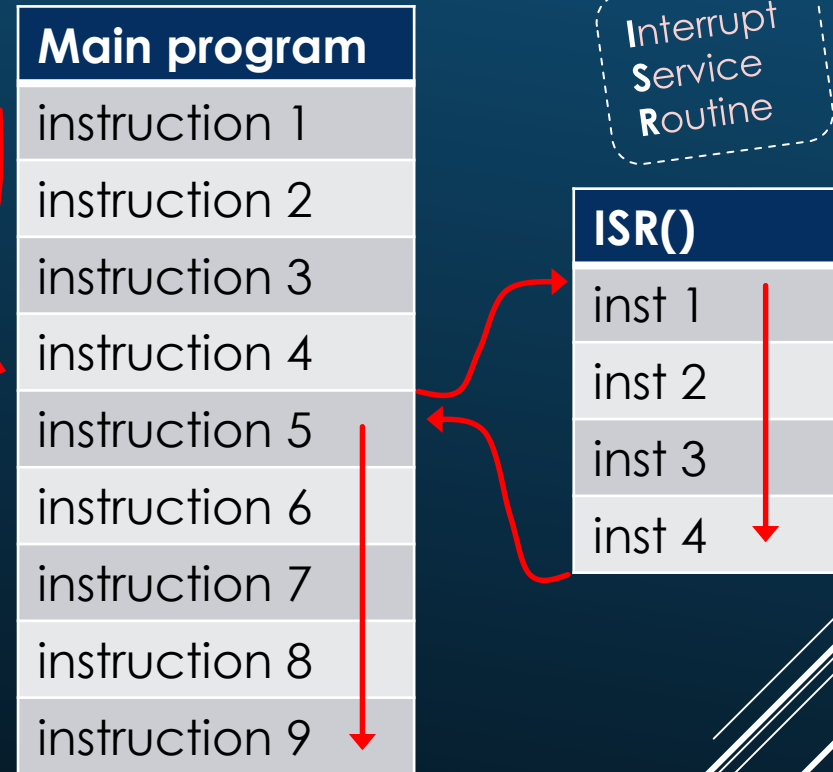 Main program
instruction 1
instruction 2
instruction 3
instruction 4
instruction 5
instruction 6
instruction 7
instruction 8
instruction 9
Interrupt
Service
Routine
ISR()
inst 1
inst 2
inst 3
inst 4